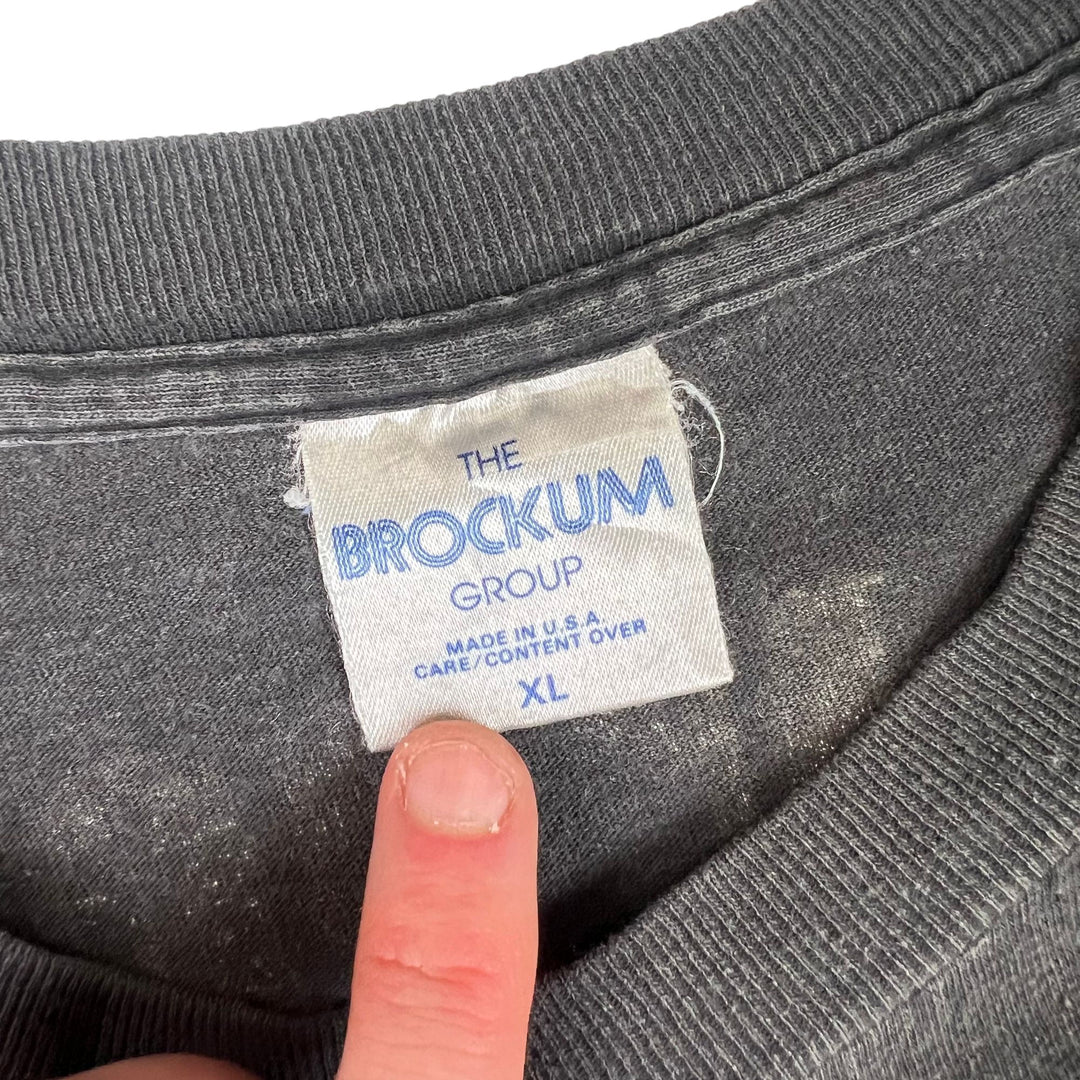 THE
BROCKUM
GROUP
MADE IN U.S.A.
CARE/CONTENT OVER
XL